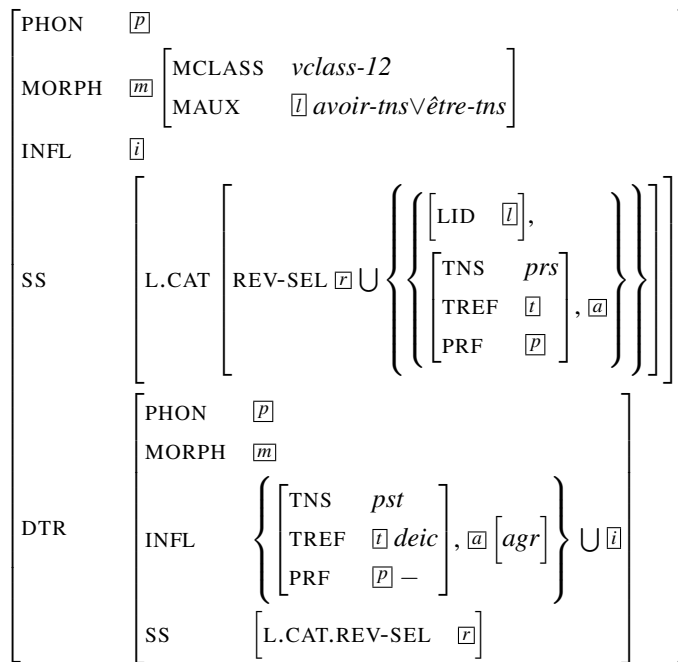 PHON p
MORPH m MCLASS vclass-12
MAUX l avoir-tns∨être-tns
INFL i
SS L.CAT REV-SEL r ∪ { { [LID l],
[TNS prs
TREF t
PRF p], a } }
DTR PHON p
MORPH m
INFL { [TNS pst
TREF t deic
PRF p −], a [agr] } ∪ i
SS [L.CAT.REV-SEL r]